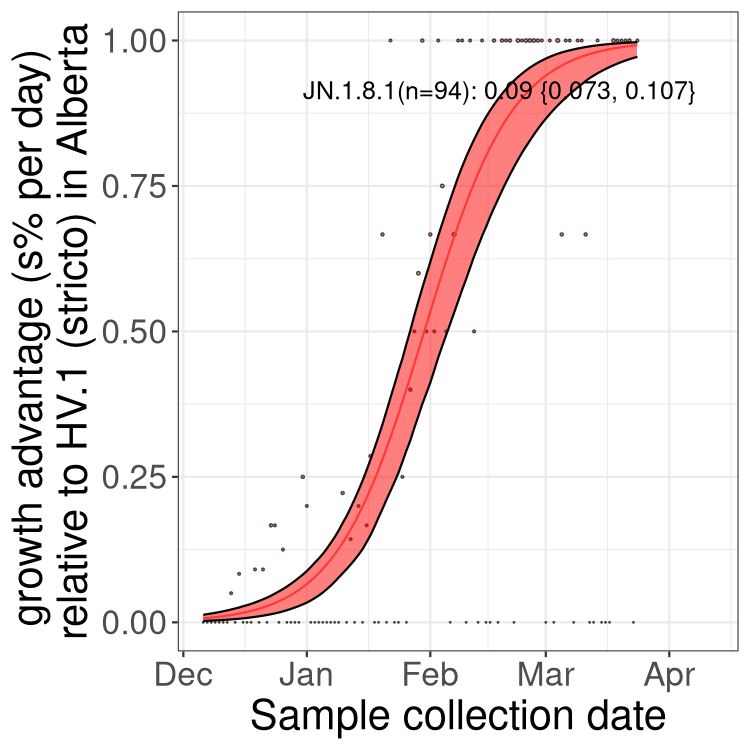 growth advantage (s% per day)
relative to HV.1 (stricto) in Alberta
1.00
0.75
0.50
0.25
0.00
JN.1.8.1(n=94): 0.09 {0.073, 0.107}
Dec Jan Feb Mar Apr
Sample collection date